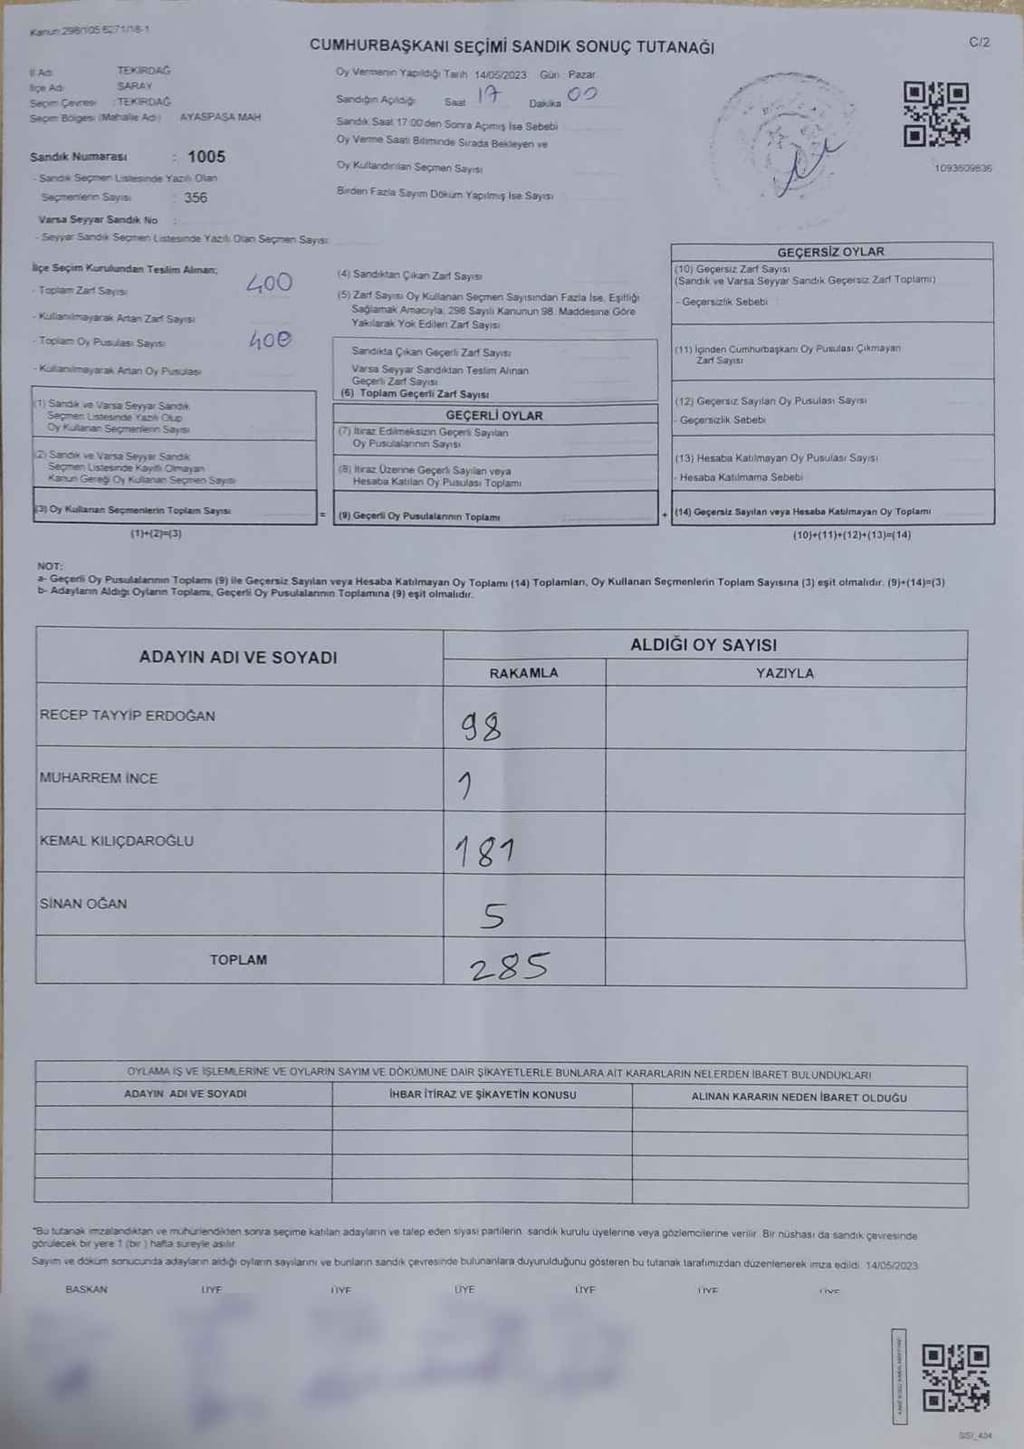 Kanun 298/105 6271/18-1
CUMHURBAŞKANI SEÇİMİ SANDIK SONUÇ TUTANAĞI
C/2
İl Adı TEKİRDAĞ
İlçe Adı SARAY
Seçim Çevresi : TEKİRDAĞ
Seçim Bölgesi (Mahalle Adı) AYASPAŞA MAH
Sandık Numarası : 1005
- Sandık Seçmen Listesinde Yazılı Olan
Seçmenlerin Sayısı : 356
Varsa Seyyar Sandık No :
- Seyyar Sandık Seçmen Listesinde Yazılı Olan Seçmen Sayısı
Oy Vermenin Yapıldığı Tarih 14/05/2023 Gün Pazar
Sandığın Açıldığı Saat 17 Dakika 00
Sandık Saat 17:00'den Sonra Açılmış İse Sebebi
Oy Verme Saati Bitiminde Sırada Bekleyen ve
Oy Kullandırılan Seçmen Sayısı
Birden Fazla Sayım Döküm Yapılmış İse Sayısı
1093609836
İlçe Seçim Kurulundan Teslim Alınan;
- Toplam Zarf Sayısı 400
- Kullanılmayarak Artan Zarf Sayısı
- Toplam Oy Pusulası Sayısı 400
- Kullanılmayarak Artan Oy Pusulası
(1) Sandık ve Varsa Seyyar Sandık
Seçmen Listesinde Yazılı Olup
Oy Kullanan Seçmenlerin Sayısı
(2) Sandık ve Varsa Seyyar Sandık
Seçmen Listesinde Kayıtlı Olmayan
Kanun Gereği Oy Kullanan Seçmen Sayısı
(3) Oy Kullanan Seçmenlerin Toplam Sayısı
(1)+(2)=(3)
=
(4) Sandıktan Çıkan Zarf Sayısı
(5) Zarf Sayısı Oy Kullanan Seçmen Sayısından Fazla İse, Eşitliği
Sağlamak Amacıyla, 298 Sayılı Kanunun 98. Maddesine Göre
Yakılarak Yok Edilen Zarf Sayısı
Sandıkta Çıkan Geçerli Zarf Sayısı
Varsa Seyyar Sandıktan Teslim Alınan
Geçerli Zarf Sayısı
(6) Toplam Geçerli Zarf Sayısı
GEÇERLİ OYLAR
(7) İtiraz Edilmeksizin Geçerli Sayılan
Oy Pusulalarının Sayısı
(8) İtiraz Üzerine Geçerli Sayılan veya
Hesaba Katılan Oy Pusulası Toplamı
(9) Geçerli Oy Pusulalarının Toplamı
+
GEÇERSİZ OYLAR
(10) Geçersiz Zarf Sayısı
(Sandık ve Varsa Seyyar Sandık Geçersiz Zarf Toplamı)
- Geçersizlik Sebebi
(11) İçinden Cumhurbaşkanı Oy Pusulası Çıkmayan
Zarf Sayısı
(12) Geçersiz Sayılan Oy Pusulası Sayısı
- Geçersizlik Sebebi
(13) Hesaba Katılmayan Oy Pusulası Sayısı
- Hesaba Katılmama Sebebi
(14) Geçersiz Sayılan veya Hesaba Katılmayan Oy Toplamı
(10)+(11)+(12)+(13)=(14)
NOT:
a- Geçerli Oy Pusulalarının Toplamı (9) ile Geçersiz Sayılan veya Hesaba Katılmayan Oy Toplamı (14) Toplamları, Oy Kullanan Seçmenlerin Toplam Sayısına (3) eşit olmalıdır. (9)+(14)=(3)
b- Adayların Aldığı Oyların Toplamı, Geçerli Oy Pusulalarının Toplamına (9) eşit olmalıdır.
ADAYIN ADI VE SOYADI
ALDIĞI OY SAYISI
RAKAMLA YAZIYLA
RECEP TAYYİP ERDOĞAN 98
MUHARREM İNCE 1
KEMAL KILIÇDAROĞLU 181
SİNAN OĞAN 5
TOPLAM 285
OYLAMA İŞ VE İŞLEMLERİNE VE OYLARIN SAYIM VE DÖKÜMÜNE DAİR ŞİKAYETLERLE BUNLARA AİT KARARLARIN NELERDEN İBARET BULUNDUKLARI
ADAYIN ADI VE SOYADI İHBAR İTİRAZ VE ŞİKAYETİN KONUSU ALINAN KARARIN NEDEN İBARET OLDUĞU
*Bu tutanak imzalandıktan ve mühürlendikten sonra seçime katılan adayların ve talep eden siyasi partilerin sandık kurulu üyelerine veya gözlemcilerine verilir. Bir nüshası da sandık çevresinde
görülecek bir yere 1 (bir) hafta süreyle asılır.
Sayım ve döküm sonucunda adayların aldığı oyların sayılarını ve bunların sandık çevresinde bulunanlara duyurulduğunu gösteren bu tutanak tarafımızdan düzenlenerek imza edildi. 14/05/2023
BAŞKAN ÜYE ÜYE ÜYE ÜYE ÜYE ÜYE